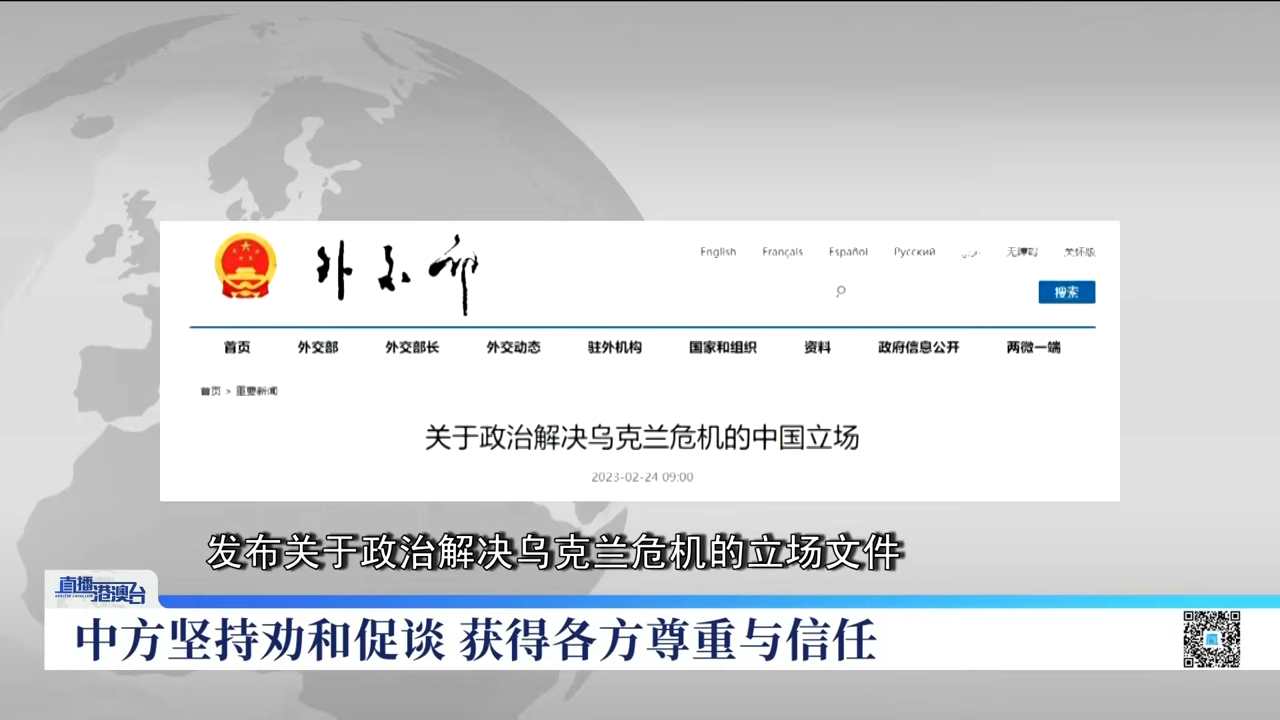 外交部
English Français Español Русский عربي 无障碍 关怀版
搜索
首页 外交部 外交部长 外交动态 驻外机构 国家和组织 资料 政府信息公开 两微一端
首页 > 重要新闻
关于政治解决乌克兰危机的中国立场
2023-02-24 09:00
发布关于政治解决乌克兰危机的立场文件
直播港澳台
中方坚持劝和促谈 获得各方尊重与信任